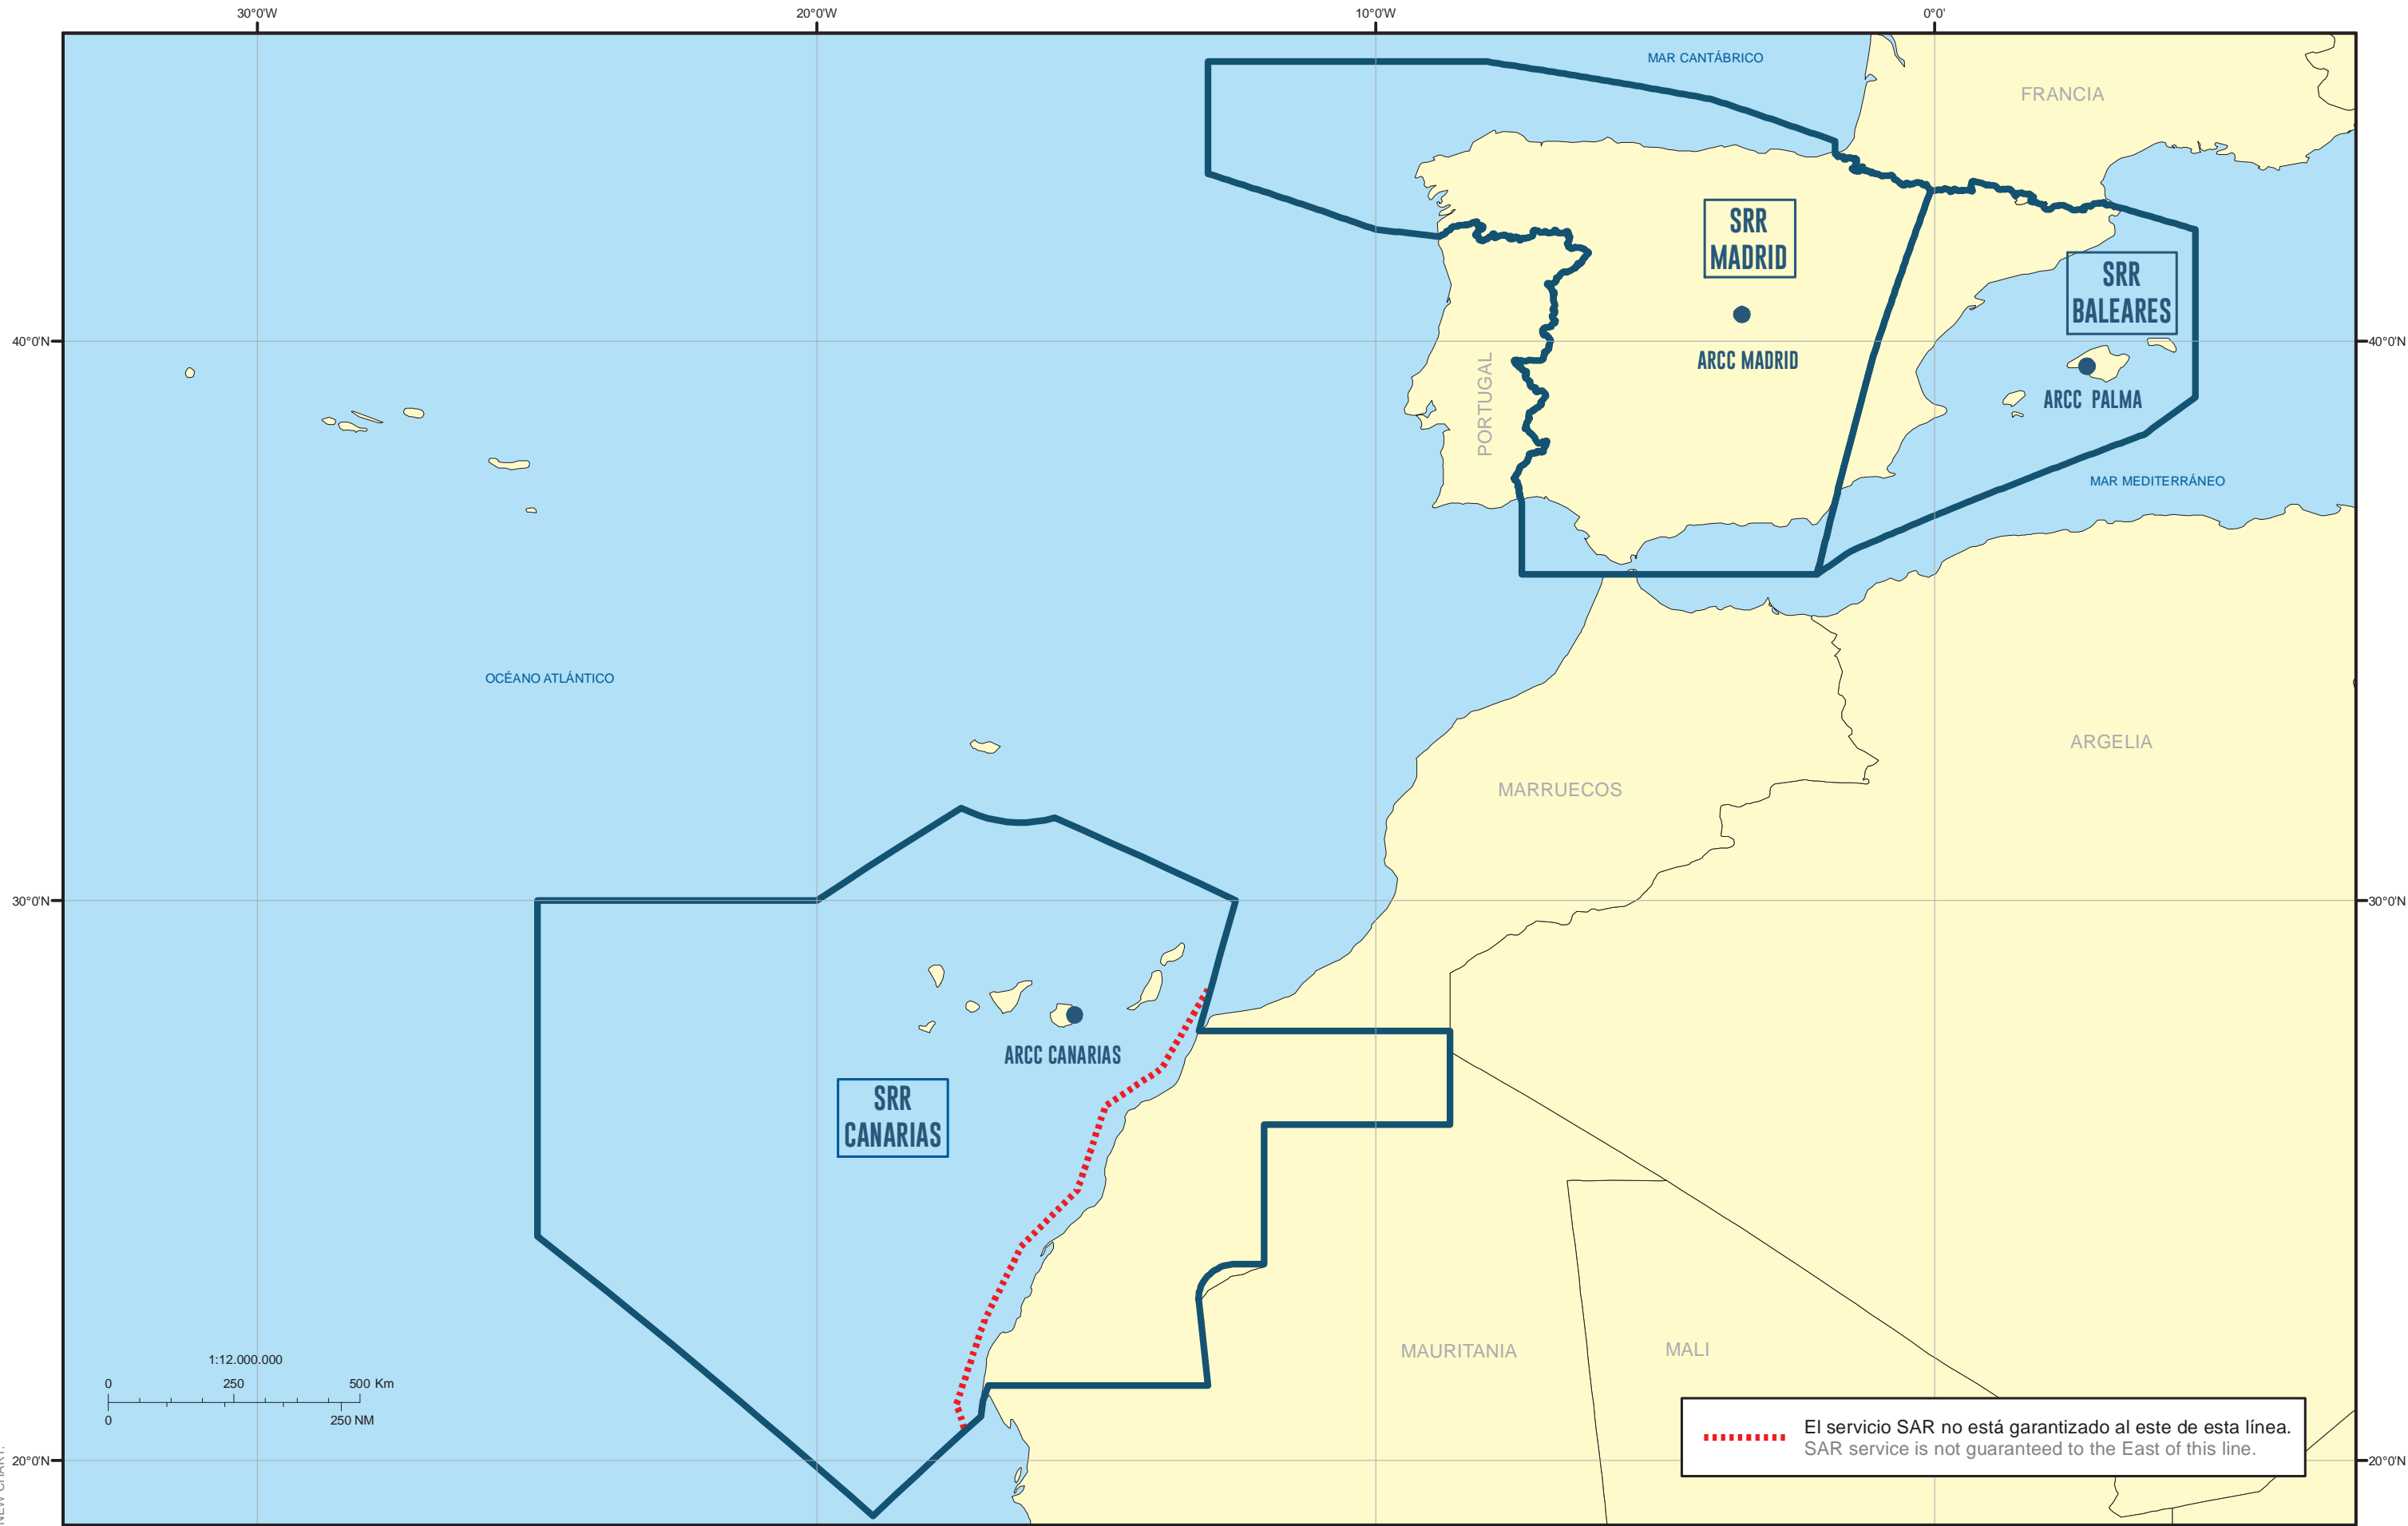 30°0'W
20°0'W
10°0'W
0°0'
MAR CANTÁBRICO
FRANCIA
SRR
MADRID
SRR
BALEARES
ARCC MADRID
40°0'N
40°0'N
PORTUGAL
ARCC PALMA
MAR MEDITERRÁNEO
OCÉANO ATLÁNTICO
ARGELIA
MARRUECOS
30°0'N
30°0'N
ARCC CANARIAS
SRR
CANARIAS
MAURITANIA
MALI
1:12.000.000
0 250 500 Km
0 250 NM
El servicio SAR no está garantizado al este de esta línea.
SAR service is not guaranteed to the East of this line.
20°0'N
20°0'N
NEW CHART.